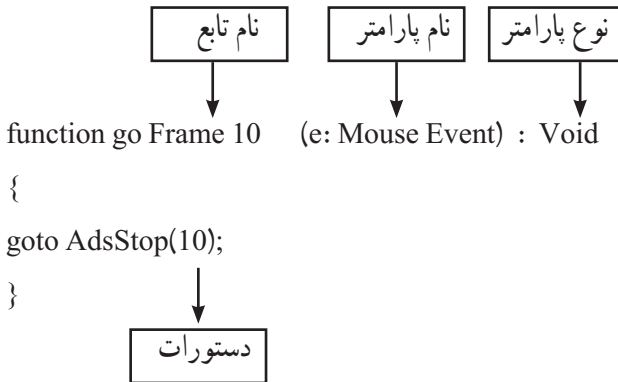 نام تابع نام پارامتر نوع پارامتر
function go Frame 10 (e: Mouse Event) : Void
{
goto AdsStop(10);
}
دستورات